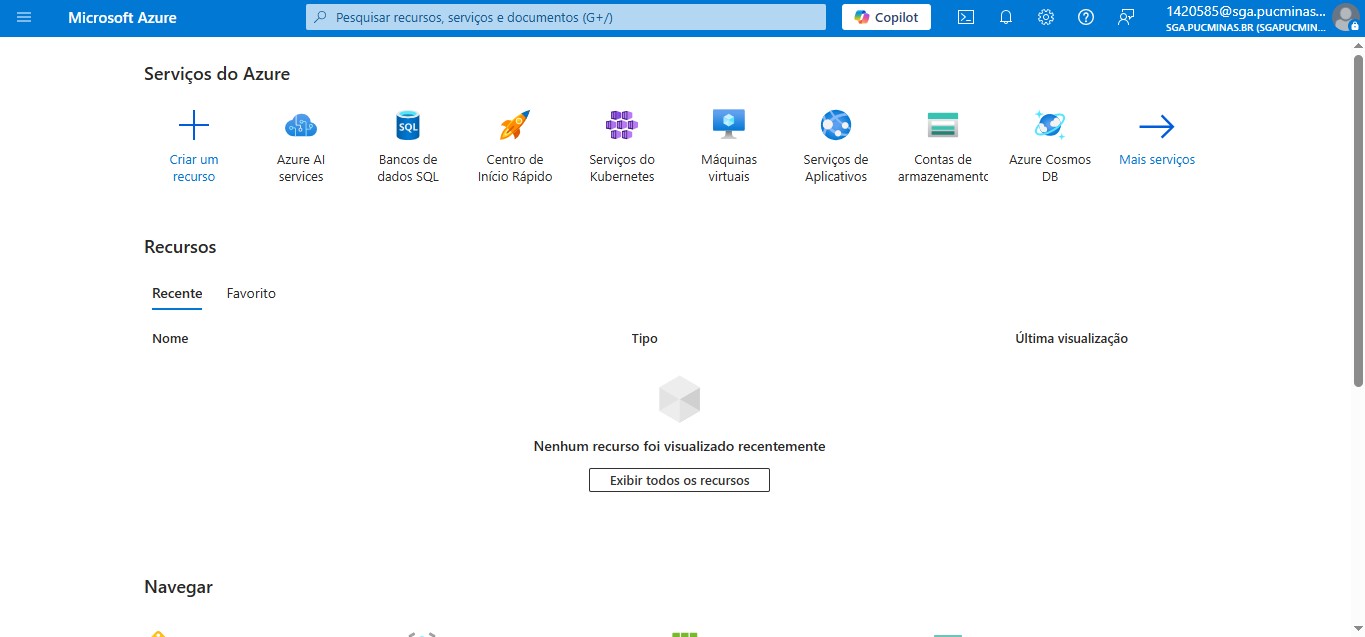 Microsoft Azure
Pesquisar recursos, serviços e documentos (G+/)
Copilot
1420585@sga.pucminas...
SGA.PUCMINAS.BR (SGAPUCMIN...
Serviços do Azure
Criar um
recurso
Azure AI
services
Bancos de
dados SQL
Centro de
Início Rápido
Serviços do
Kubernetes
Máquinas
virtuais
Serviços de
Aplicativos
Contas de
armazenamento
Azure Cosmos
DB
Mais serviços
Recursos
Recente
Favorito
Nome
Tipo
Última visualização
Nenhum recurso foi visualizado recentemente
Exibir todos os recursos
Navegar